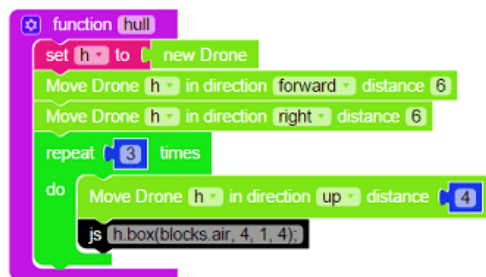 function hull
set h to new Drone
Move Drone h in direction forward distance 6
Move Drone h in direction right distance 6
repeat 3 times
do Move Drone h in direction up distance 4
js h.box(blocks.air, 4, 1, 4);